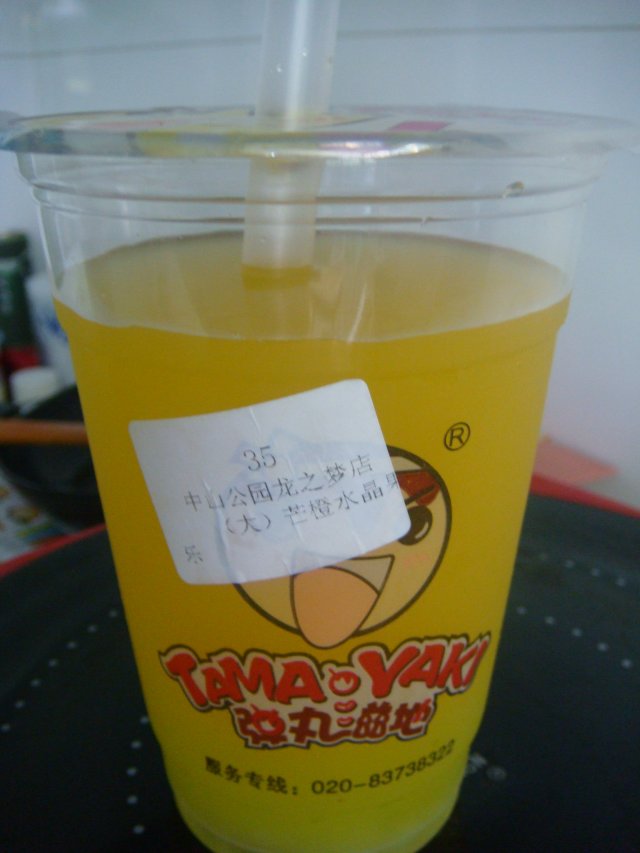 35
中山公园龙之梦店
（大）芒橙水晶果
乐
®
TAMA YAKI
弹丸滋地
服务专线：020-83738322